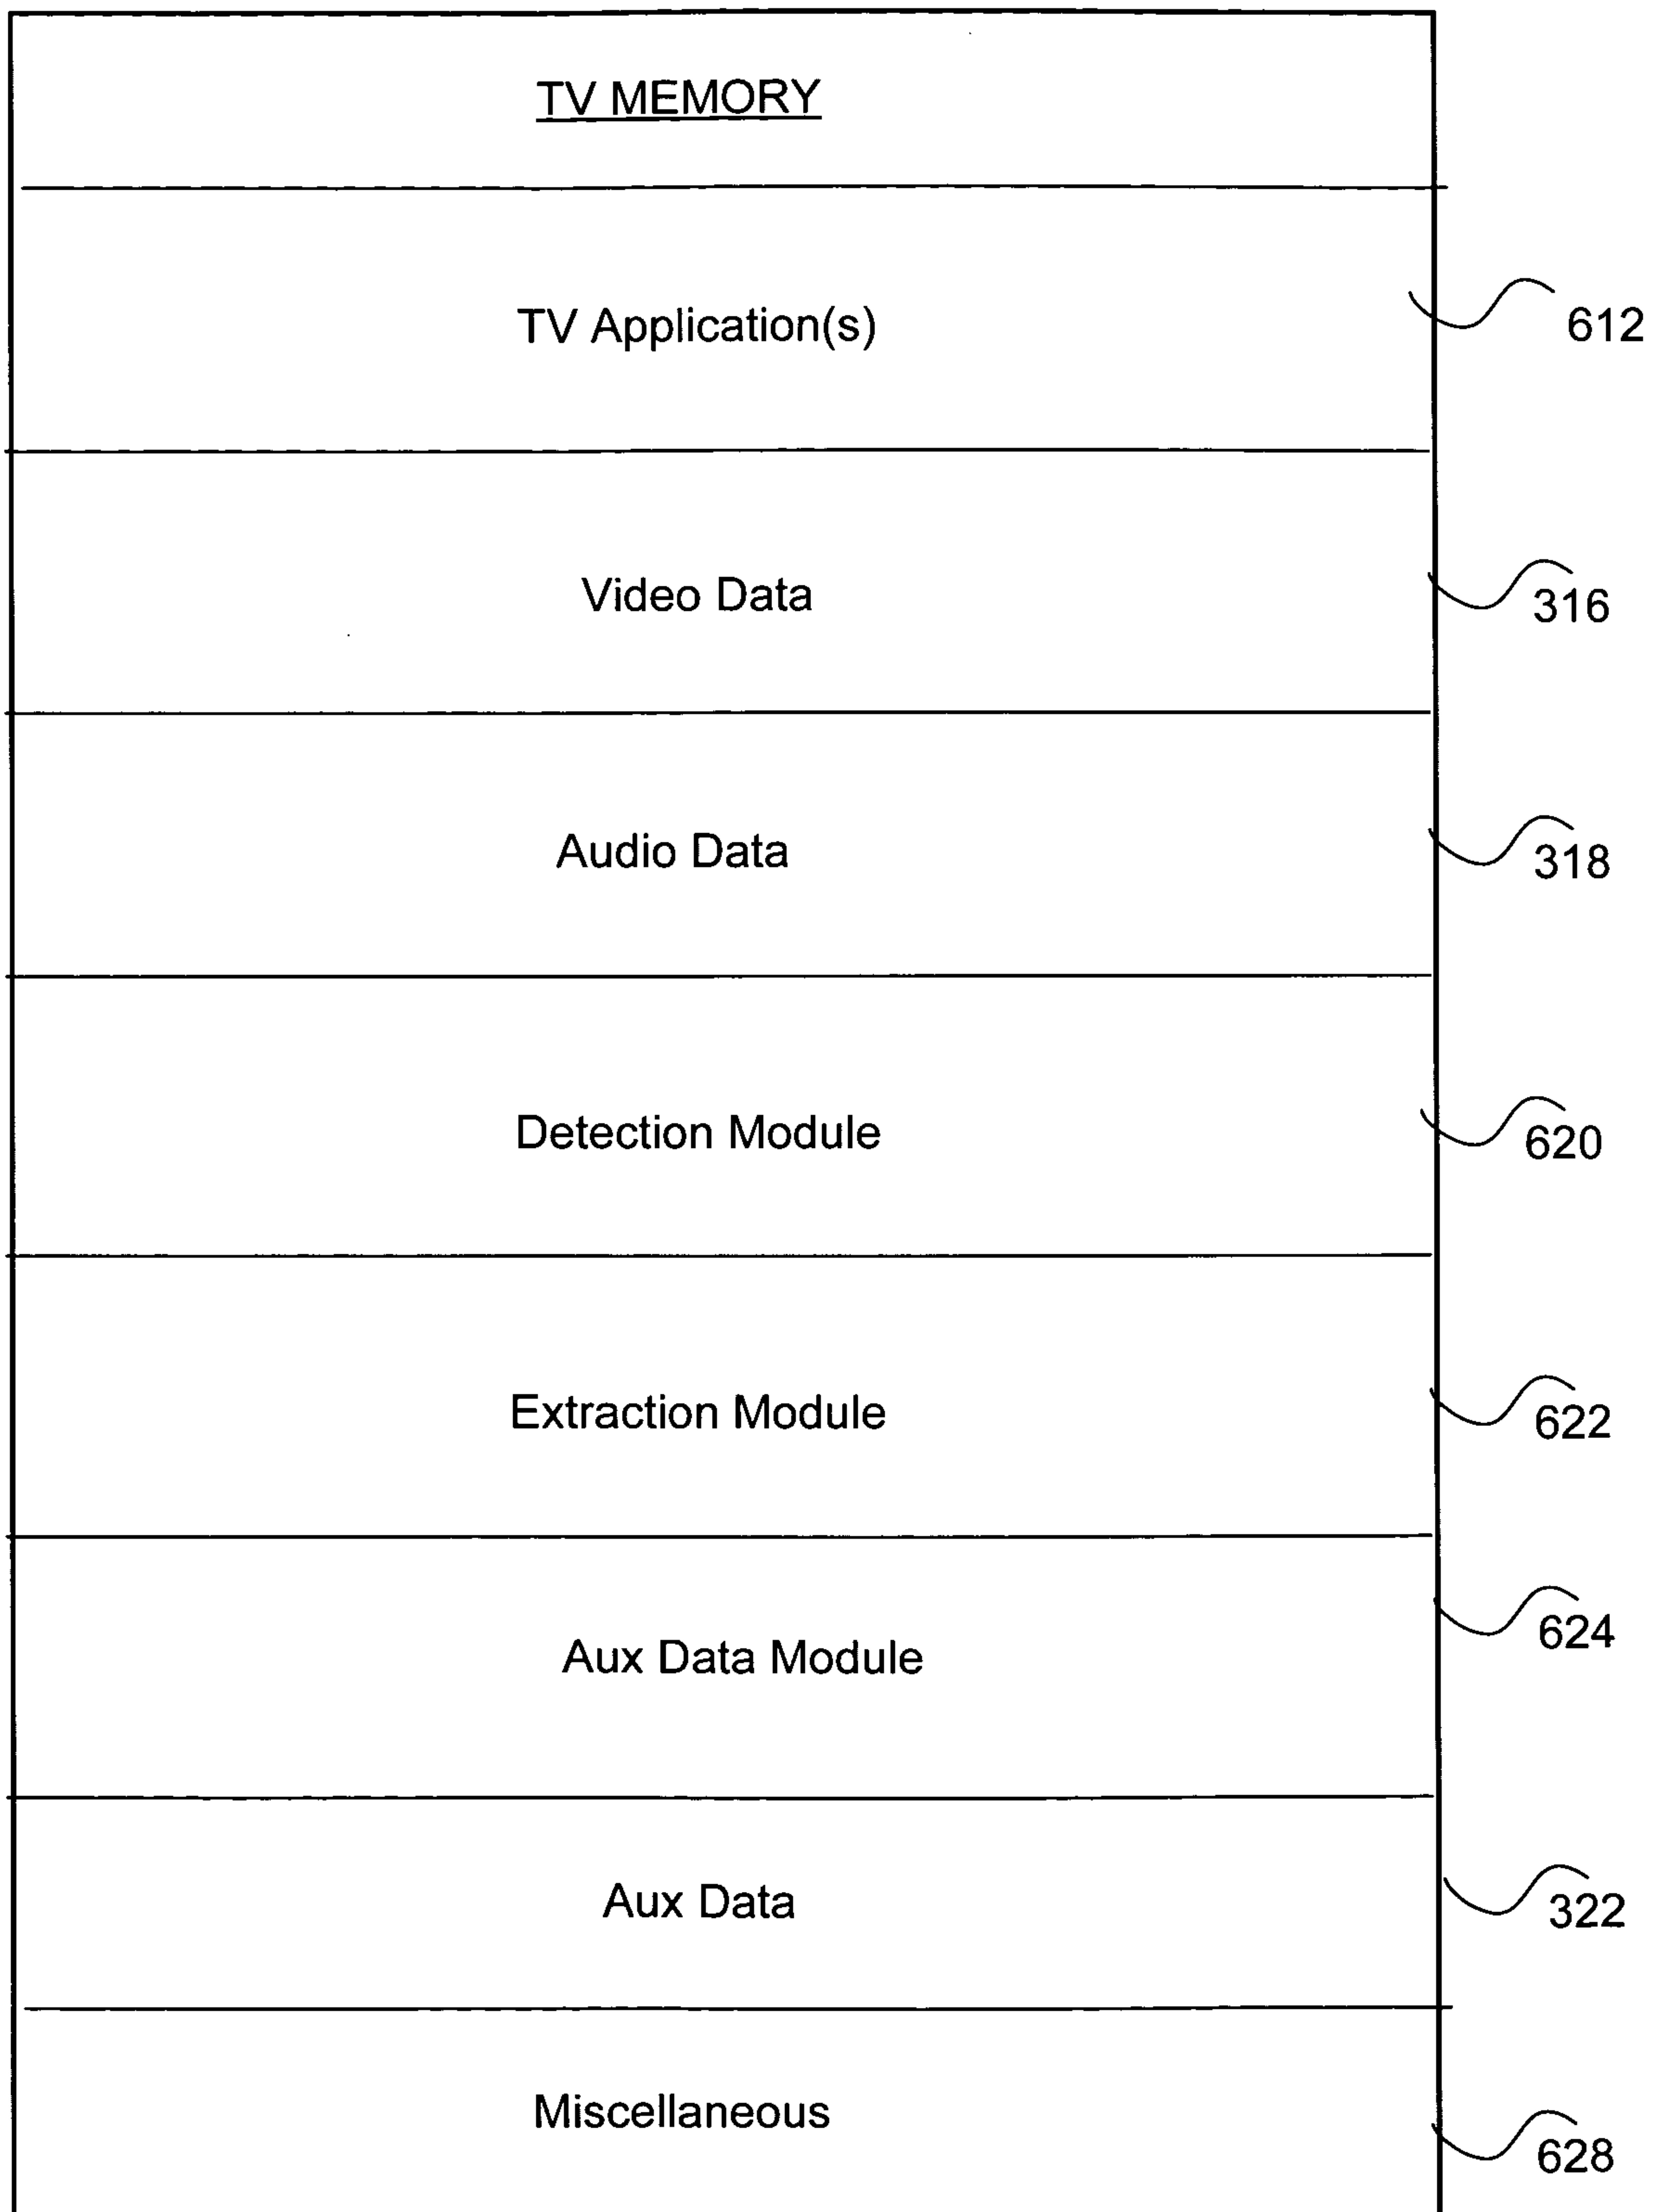 TV MEMORY
TV Application(s)
612
Video Data
316
Audio Data
318
Detection Module
620
Extraction Module
622
Aux Data Module
624
Aux Data
322
Miscellaneous
628